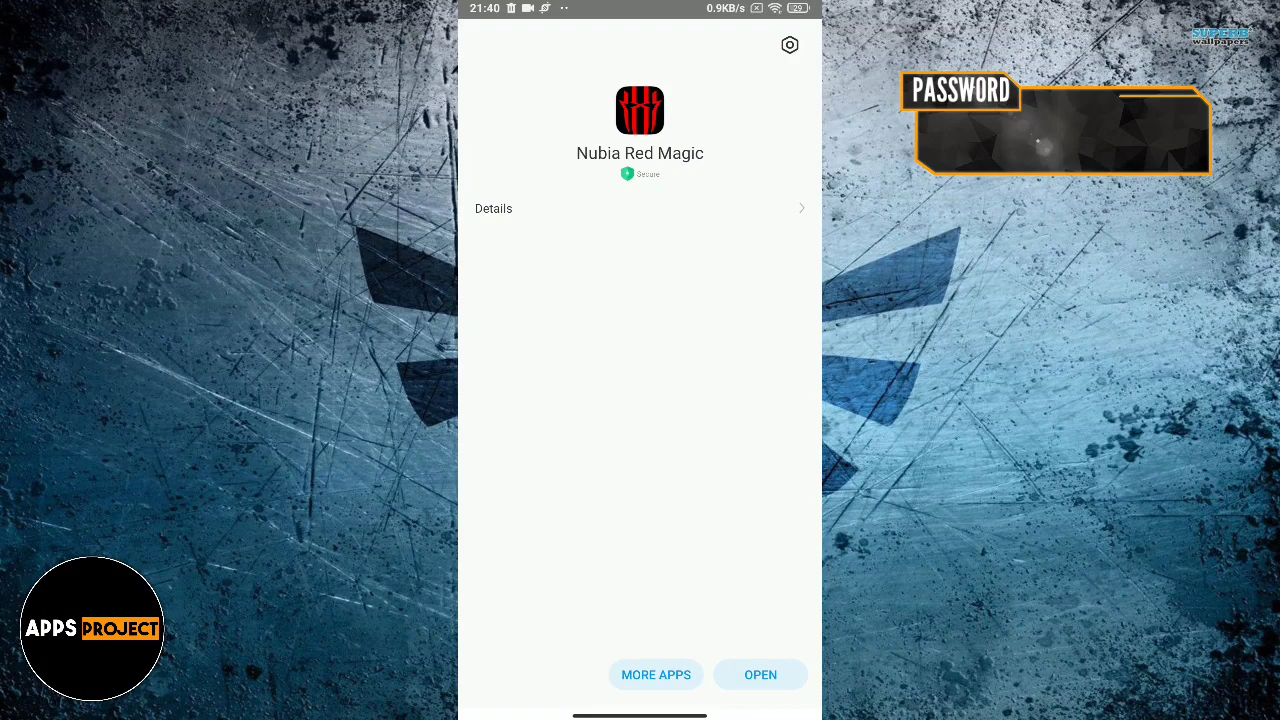 21:40
0.9KB/s
29
SUPERB
wallpapers
PASSWORD
Nubia Red Magic
Secure
Details
APPS PROJECT
MORE APPS
OPEN